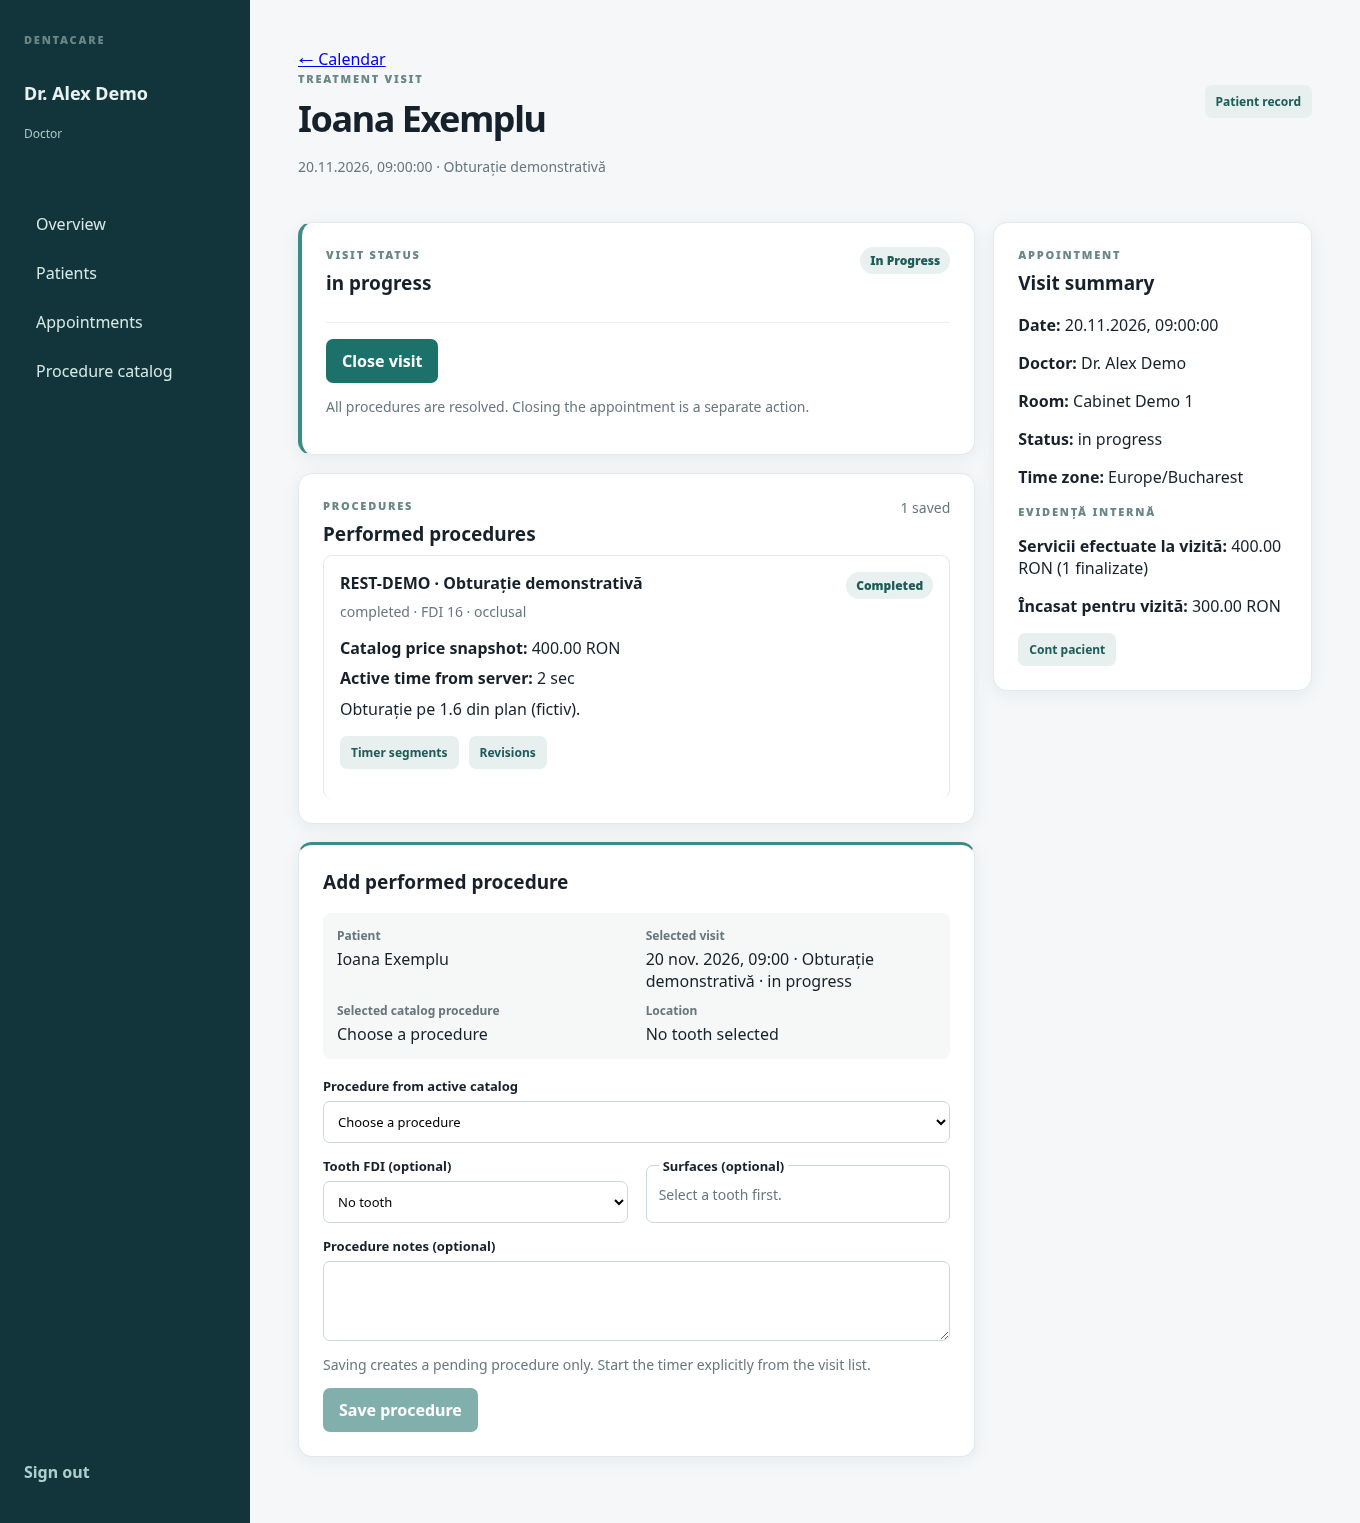 DENTACARE
Dr. Alex Demo
Doctor
Overview
Patients
Appointments
Procedure catalog
Sign out
← Calendar
TREATMENT VISIT
Ioana Exemplu
20.11.2026, 09:00:00 · Obturație demonstrativă
Patient record
VISIT STATUS
in progress
In Progress
Close visit
All procedures are resolved. Closing the appointment is a separate action.
PROCEDURES
Performed procedures
1 saved
REST-DEMO · Obturație demonstrativă
Completed
completed · FDI 16 · occlusal
Catalog price snapshot: 400.00 RON
Active time from server: 2 sec
Obturație pe 1.6 din plan (fictiv).
Timer segments
Revisions
Add performed procedure
Patient
Ioana Exemplu
Selected visit
20 nov. 2026, 09:00 · Obturație
demonstrativă · in progress
Selected catalog procedure
Choose a procedure
Location
No tooth selected
Procedure from active catalog
Choose a procedure
Tooth FDI (optional)
No tooth
Surfaces (optional)
Select a tooth first.
Procedure notes (optional)
Saving creates a pending procedure only. Start the timer explicitly from the visit list.
Save procedure
APPOINTMENT
Visit summary
Date: 20.11.2026, 09:00:00
Doctor: Dr. Alex Demo
Room: Cabinet Demo 1
Status: in progress
Time zone: Europe/Bucharest
EVIDENȚĂ INTERNĂ
Servicii efectuate la vizită: 400.00
RON (1 finalizate)
Încasat pentru vizită: 300.00 RON
Cont pacient